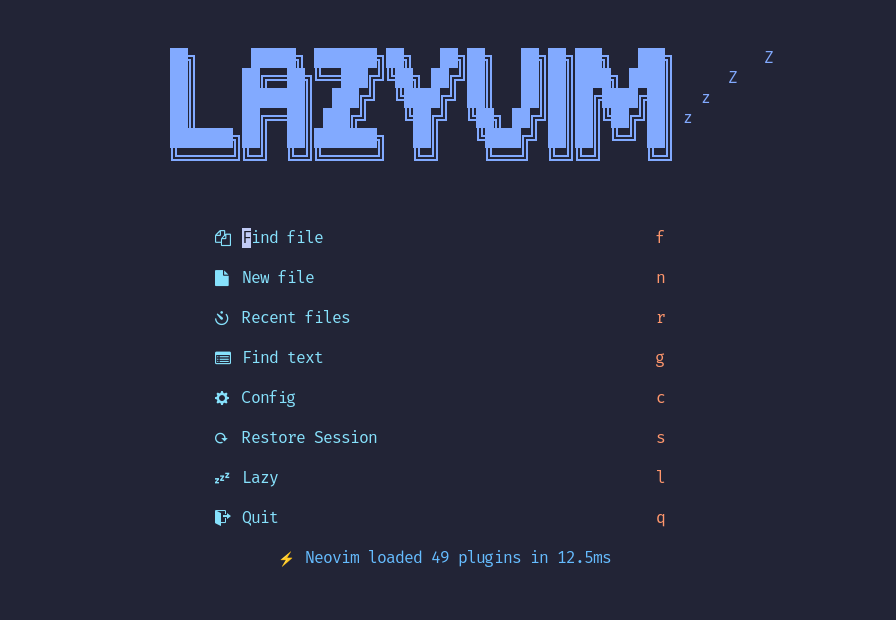 LAZYVIM
Z
Z
z
z
Find file f
New file n
Recent files r
Find text g
Config c
Restore Session s
zzz Lazy l
Quit q
⚡ Neovim loaded 49 plugins in 12.5ms